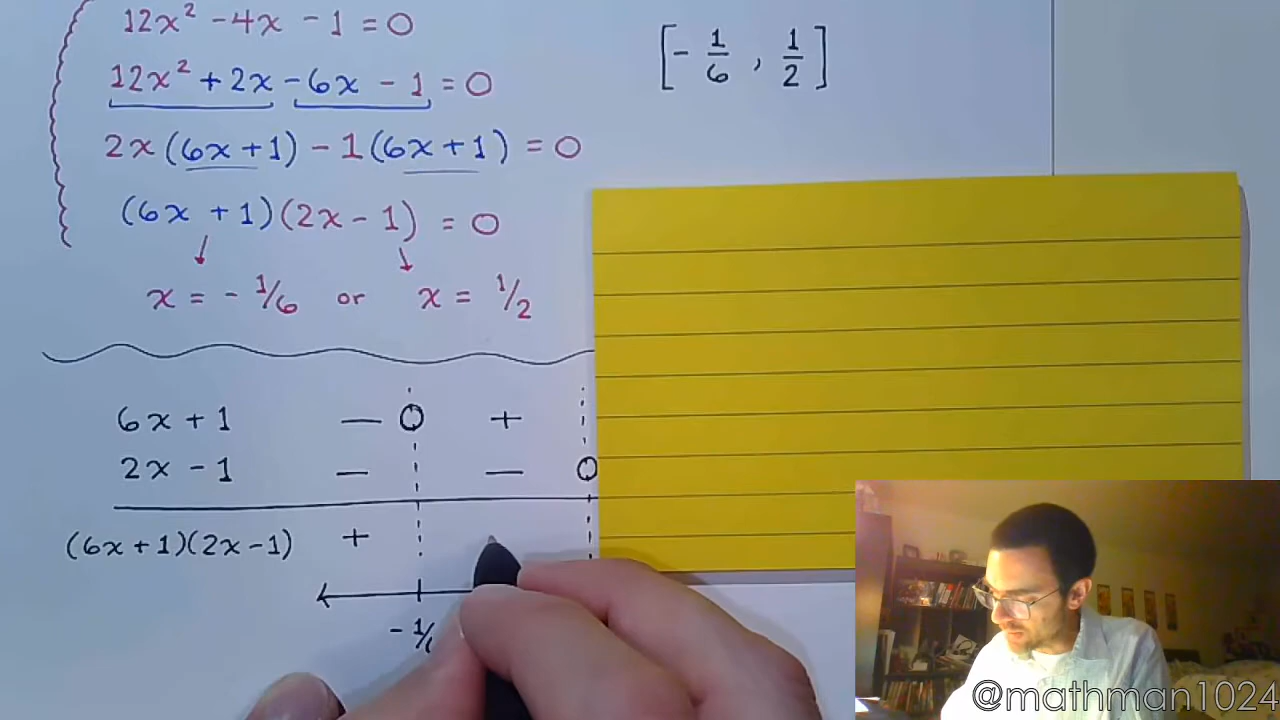 12x² - 4x - 1 = 0
12x² + 2x - 6x - 1 = 0
2x (6x + 1) - 1 (6x + 1) = 0
(6x + 1)(2x - 1) = 0
x = - 1/6 or x = 1/2
[- 1/6 , 1/2]
6x + 1 — 0 +
2x - 1 — — 0
(6x + 1)(2x - 1) +
@mathman1024